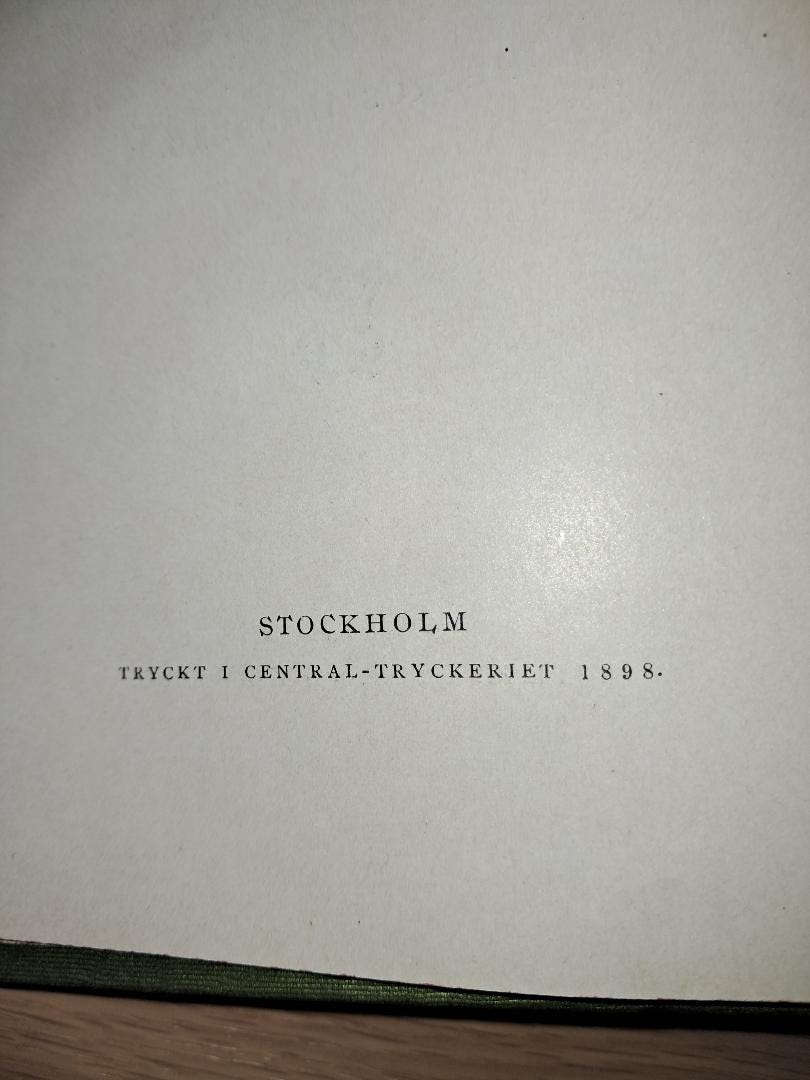 STOCKHOLM
TRYCKT I CENTRAL-TRYCKERIET 1898.